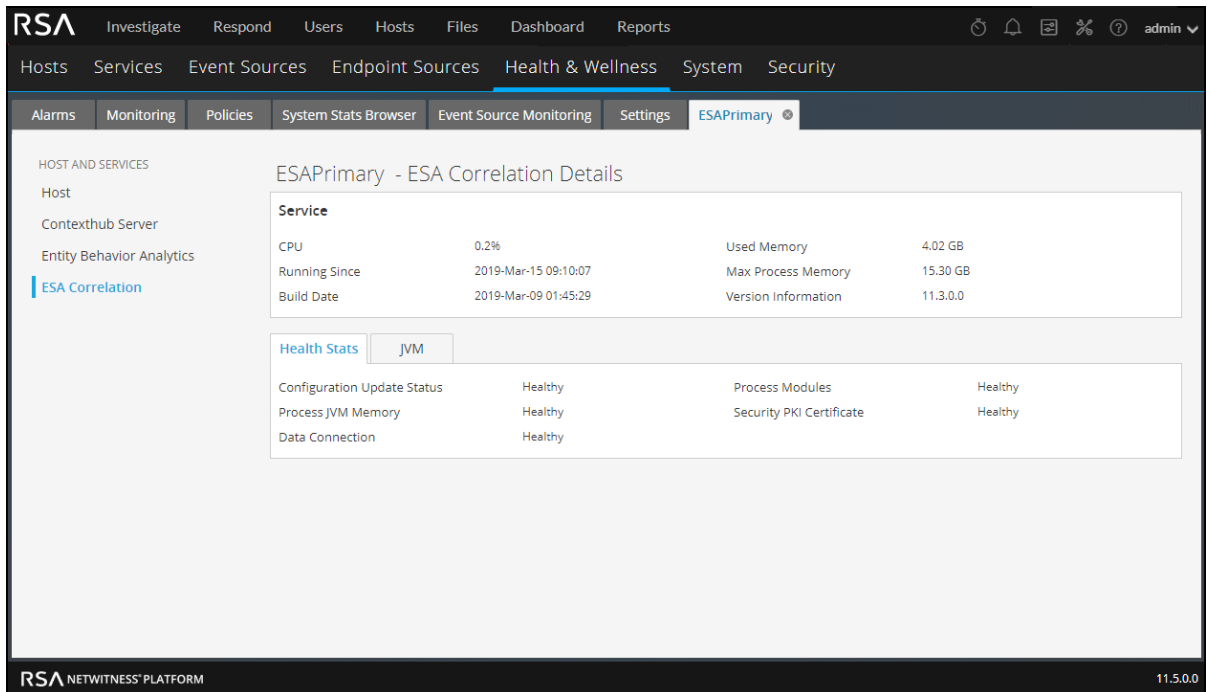 RSA Investigate Respond Users Hosts Files Dashboard Reports admin
Hosts Services Event Sources Endpoint Sources Health & Wellness System Security
Alarms Monitoring Policies System Stats Browser Event Source Monitoring Settings ESAPrimary
HOST AND SERVICES
Host
Contexthub Server
Entity Behavior Analytics
ESA Correlation
ESAPrimary - ESA Correlation Details
Service
CPU 0.2% Used Memory 4.02 GB
Running Since 2019-Mar-15 09:10:07 Max Process Memory 15.30 GB
Build Date 2019-Mar-09 01:45:29 Version Information 11.3.0.0
Health Stats JVM
Configuration Update Status Healthy Process Modules Healthy
Process JVM Memory Healthy Security PKI Certificate Healthy
Data Connection Healthy
RSA NETWITNESS® PLATFORM 11.5.0.0